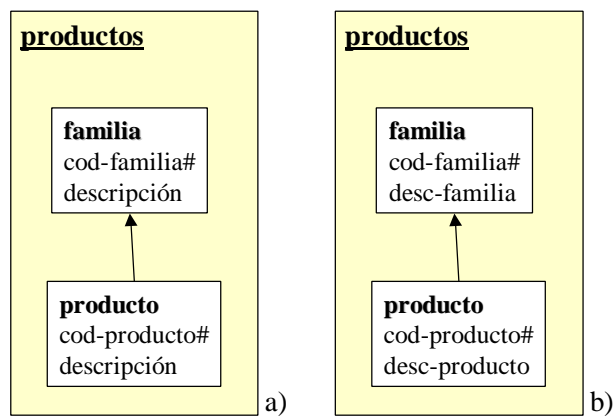 productos
familia
cod-familia#
descripción
producto
cod-producto#
descripción
a)
productos
familia
cod-familia#
desc-familia
producto
cod-producto#
desc-producto
b)